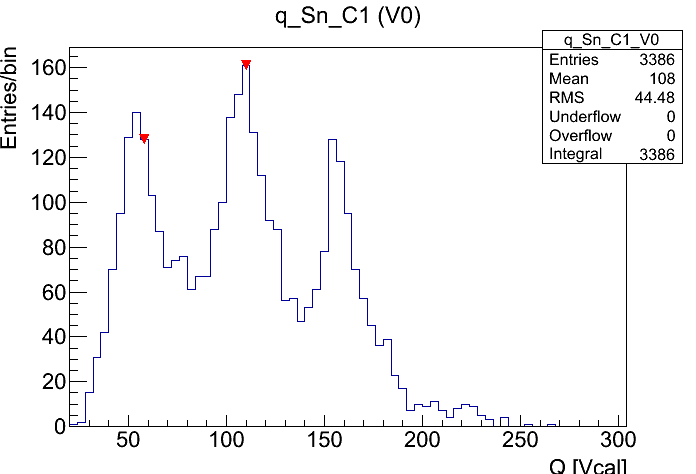 q_Sn_C1 (V0)
Entries/bin
q_Sn_C1_V0
Entries 3386
Mean 108
RMS 44.48
Underflow 0
Overflow 0
Integral 3386
160
140
120
100
80
60
40
20
0
50 100 150 200 250 300
Q [Vcal]